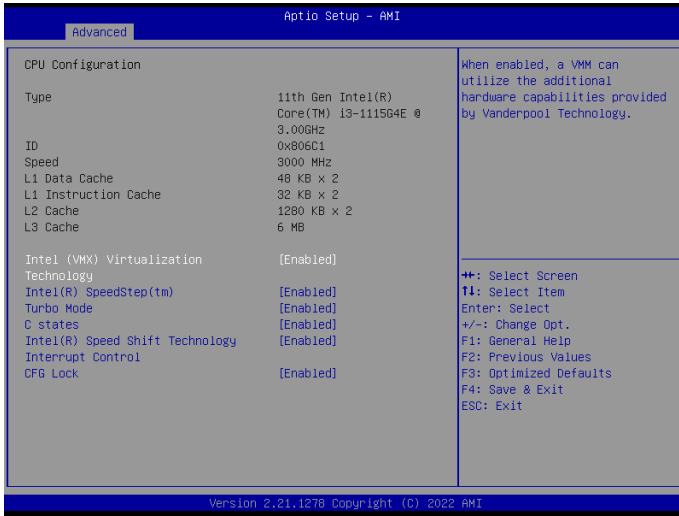 Aptio Setup – AMI
Advanced
CPU Configuration
Type 11th Gen Intel(R)
Core(TM) i3-1115G4E @
3.00GHz
ID 0x806C1
Speed 3000 MHz
L1 Data Cache 48 KB x 2
L1 Instruction Cache 32 KB x 2
L2 Cache 1280 KB x 2
L3 Cache 6 MB
Intel (VMX) Virtualization [Enabled]
Technology
Intel(R) SpeedStep(tm) [Enabled]
Turbo Mode [Enabled]
C states [Enabled]
Intel(R) Speed Shift Technology [Enabled]
Interrupt Control
CFG Lock [Enabled]
When enabled, a VMM can
utilize the additional
hardware capabilities provided
by Vanderpool Technology.
→←: Select Screen
↑↓: Select Item
Enter: Select
+/-: Change Opt.
F1: General Help
F2: Previous Values
F3: Optimized Defaults
F4: Save & Exit
ESC: Exit
Version 2.21.1278 Copyright (C) 2022 AMI